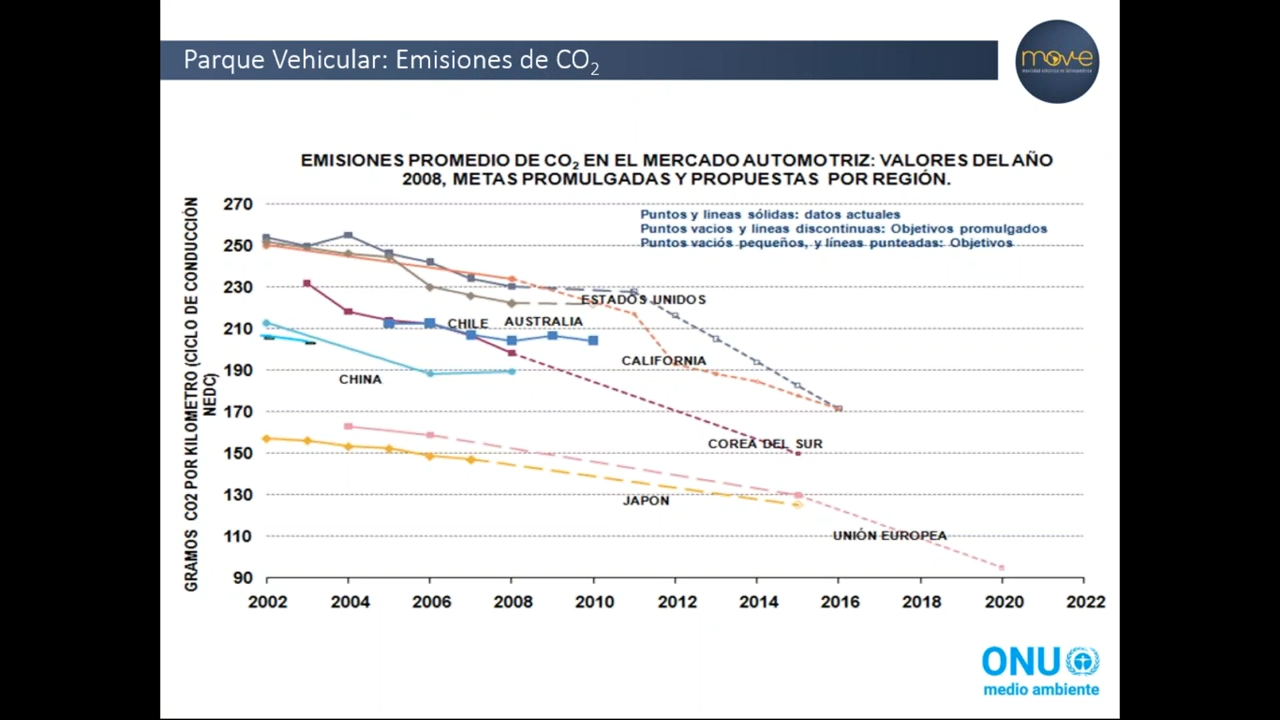 Parque Vehicular: Emisiones de CO₂
mov-e
EMISIONES PROMEDIO DE CO₂ EN EL MERCADO AUTOMOTRIZ: VALORES DEL AÑO
2008, METAS PROMULGADAS Y PROPUESTAS POR REGIÓN.
Puntos y lineas sólidas: datos actuales
Puntos vacios y lineas discontinuas: Objetivos promulgados
Puntos vaciós pequeños, y líneas punteadas: Objetivos
GRAMOS CO2 POR KILOMETRO (CICLO DE CONDUCCIÓN
NEDC)
270
250
230
210
190
170
150
130
110
90
ESTADOS UNIDOS
CHILE
AUSTRALIA
CALIFORNIA
CHINA
COREA DEL SUR
JAPON
UNIÓN EUROPEA
2002 2004 2006 2008 2010 2012 2014 2016 2018 2020 2022
ONU
medio ambiente